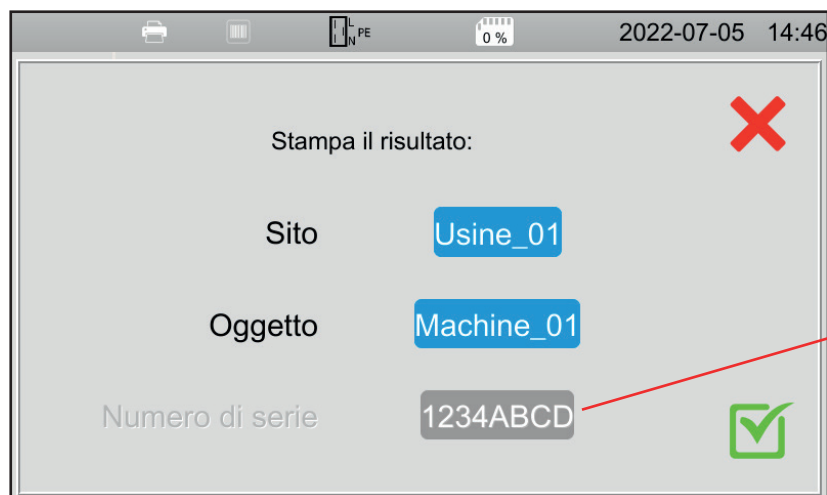 L
N PE
0 %
2022-07-05 14:46
Stampa il risultato:
Sito Usine_01
Oggetto Machine_01
Numero di serie 1234ABCD